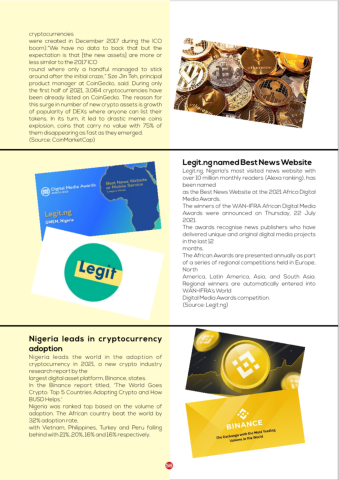 cryptocurrencies
were created in December 2017 during the ICO
boom)."We have no data to back that but the
expectation is that [the new assets] are more or
less similar to the 2017 ICO
round where only a handful managed to stick
around after the initial craze," Sze Jin Teh, principal
product manager at CoinGecko, said. During only
the first half of 2021, 3,064 cryptocurrencies have
been already listed on CoinGecko. The reason for
this surge in number of new crypto assets is growth
of popularity of DEXs where anyone can list their
tokens. In its turn, it led to drastic meme coins
explosion, coins that carry no value with 75% of
them disappearing as fast as they emerged.
(Source: CoinMarketCap)
Legit.ng named Best News Website
Legit.ng, Nigeria's most visited news website with
over 10 million monthly readers (Alexa ranking), has
been named
as the Best News Website at the 2021 Africa Digital
Media Awards.
The winners of the WAN-IFRA African Digital Media
Awards were announced on Thursday, 22 July
2021.
The awards recognise news publishers who have
delivered unique and original digital media projects
in the last 12
months.
The African Awards are presented annually as part
of a series of regional competitions held in Europe,
North
America, Latin America, Asia, and South Asia.
Regional winners are automatically entered into
WAN-IFRA's World
Digital Media Awards competition.
(Source: Legit.ng)
Digital Media Awards
Best News Website
or Mobile Service
Legit.ng
Nigeria
Legit
Nigeria leads in cryptocurrency
adoption
Nigeria leads the world in the adoption of
cryptocurrency in 2021, a new crypto industry
research report by the
largest digital asset platform, Binance, states.
In the Binance report titled, 'The World Goes
Crypto: Top 5 Countries Adopting Crypto and How
BUSD Helps.'
Nigeria was ranked top based on the volume of
adoption. The African country beat the world by
32% adoption rate,
with Vietnam, Philippines, Turkey and Peru falling
behind with 21%, 20%, 16% and 16% respectively.
BINANCE
The Exchange with the Most Trading
Options in the World